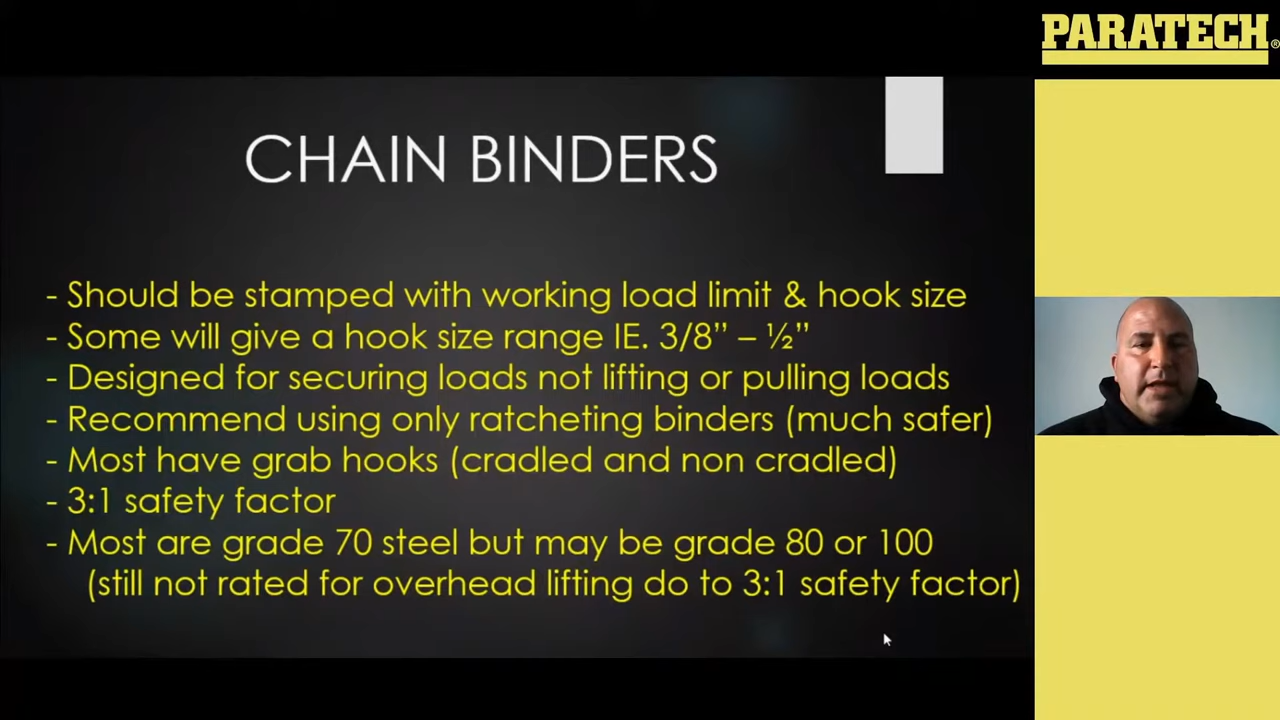 PARATECH®
CHAIN BINDERS
- Should be stamped with working load limit & hook size
- Some will give a hook size range IE. 3/8” – ½”
- Designed for securing loads not lifting or pulling loads
- Recommend using only ratcheting binders (much safer)
- Most have grab hooks (cradled and non cradled)
- 3:1 safety factor
- Most are grade 70 steel but may be grade 80 or 100
(still not rated for overhead lifting do to 3:1 safety factor)